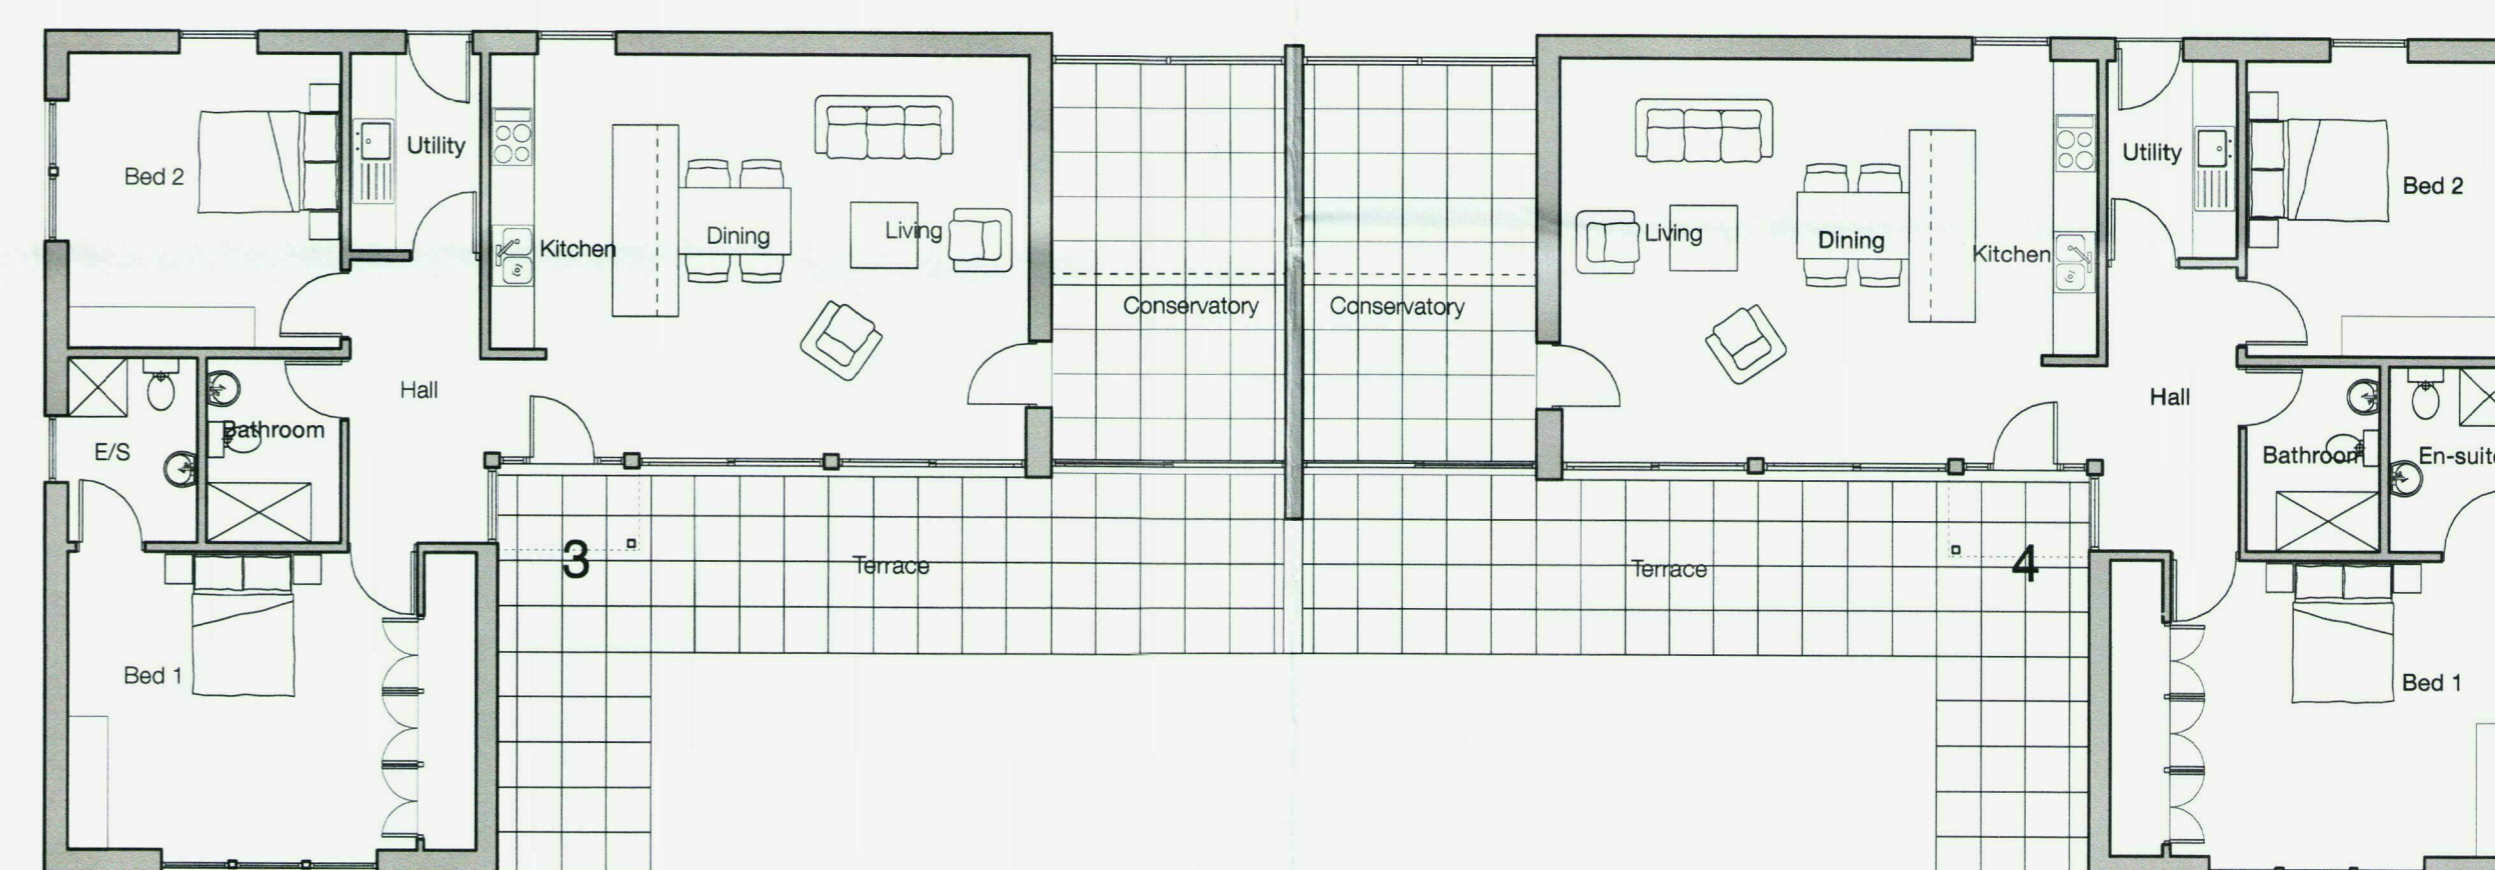 Bed 2
Utility
Kitchen
Dining
Living
Conservatory
Conservatory
Living
Dining
Kitchen
Utility
Bed 2
Hall
E/S
Bathroom
Hall
Bathroom
En-suite
3
Terrace
Terrace
4
Bed 1
Bed 1